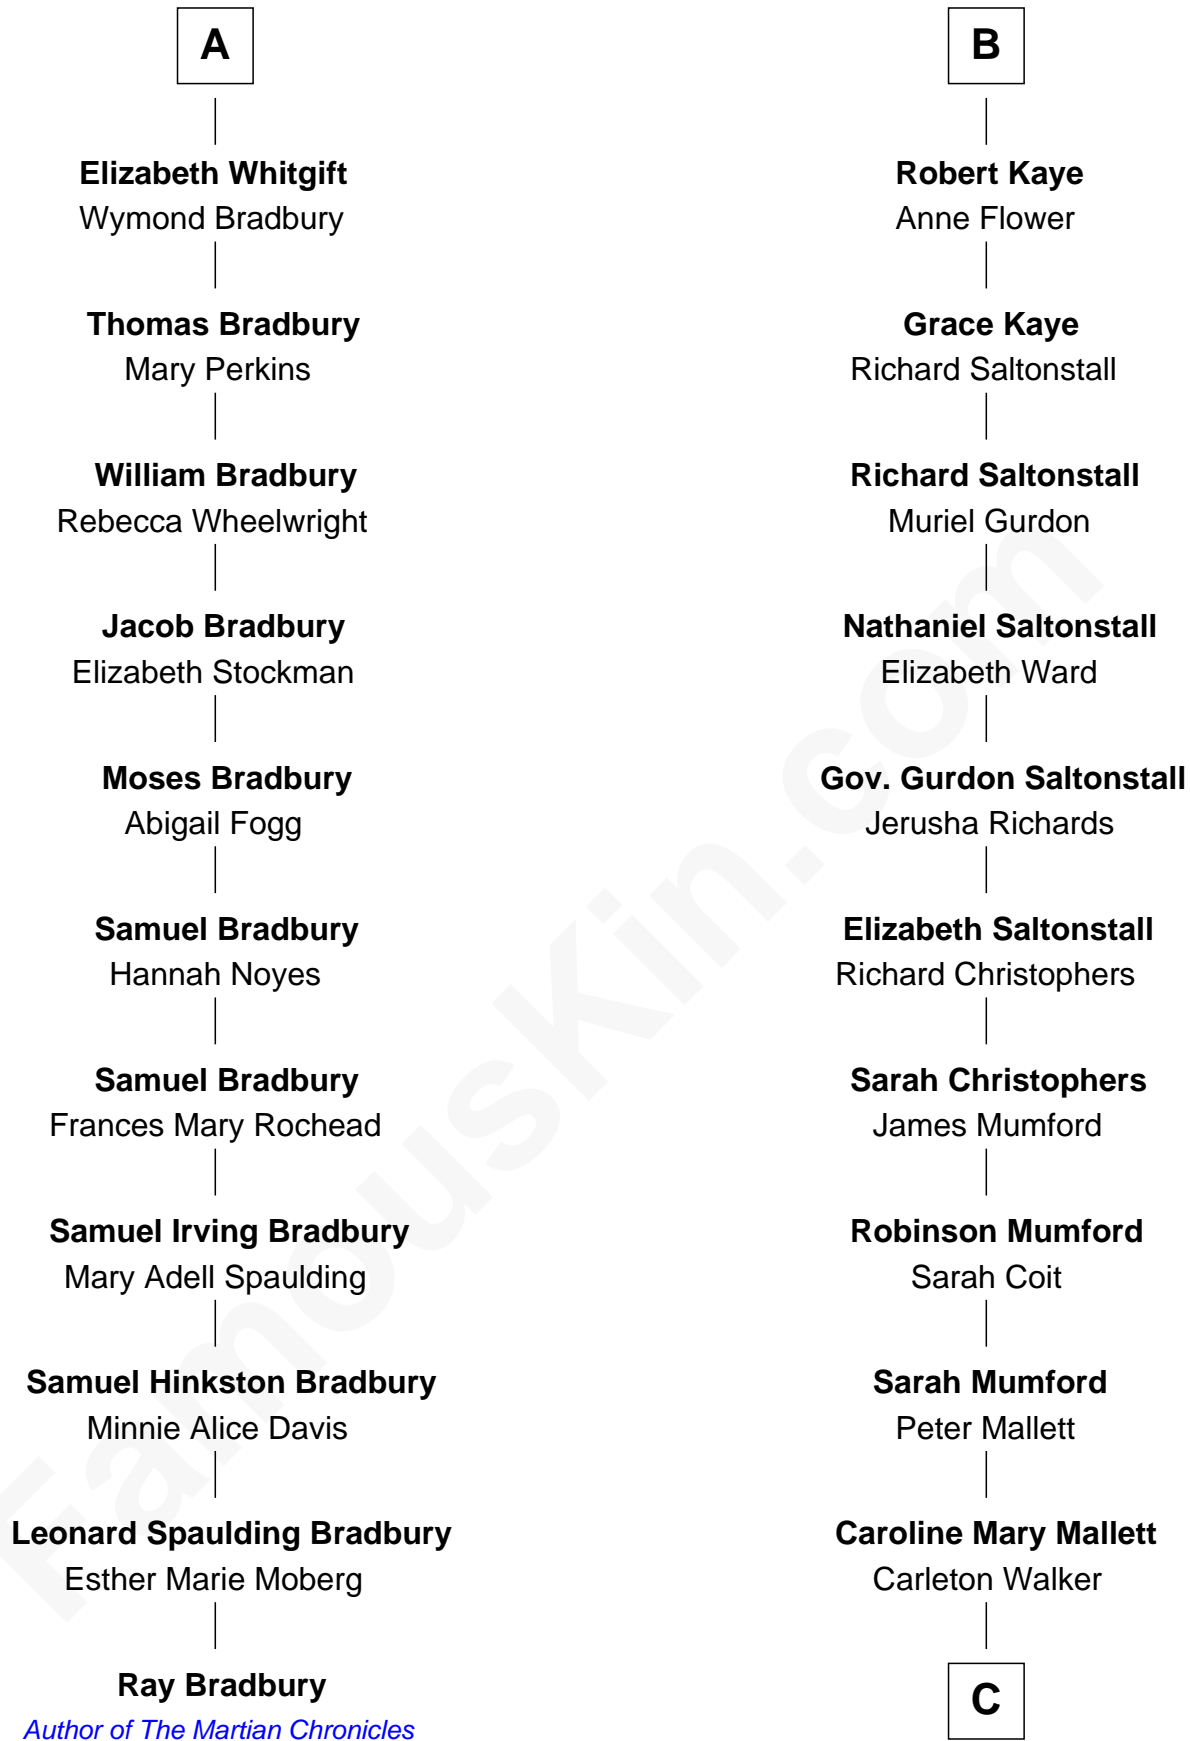 A
Elizabeth Whitgift
Wymond Bradbury
Thomas Bradbury
Mary Perkins
William Bradbury
Rebecca Wheelwright
Jacob Bradbury
Elizabeth Stockman
Moses Bradbury
Abigail Fogg
Samuel Bradbury
Hannah Noyes
Samuel Bradbury
Frances Mary Rochead
Samuel Irving Bradbury
Mary Adell Spaulding
Samuel Hinkston Bradbury
Minnie Alice Davis
Leonard Spaulding Bradbury
Esther Marie Moberg
Ray Bradbury
Author of The Martian Chronicles
B
Robert Kaye
Anne Flower
Grace Kaye
Richard Saltonstall
Richard Saltonstall
Muriel Gurdon
Nathaniel Saltonstall
Elizabeth Ward
Gov. Gurdon Saltonstall
Jerusha Richards
Elizabeth Saltonstall
Richard Christophers
Sarah Christophers
James Mumford
Robinson Mumford
Sarah Coit
Sarah Mumford
Peter Mallett
Caroline Mary Mallett
Carleton Walker
C
FamousKin.com